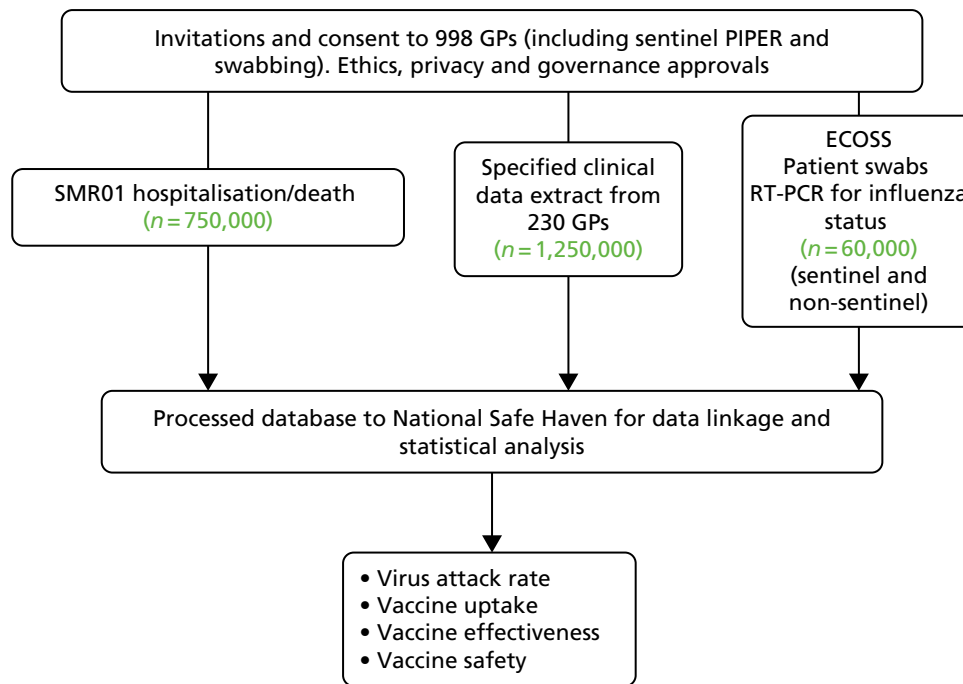 Invitations and consent to 998 GPs (including sentinel PIPER and
swabbing). Ethics, privacy and governance approvals
SMR01 hospitalisation/death
(n=750,000)
Specified clinical
data extract from
230 GPs
(n=1,250,000)
ECOSS
Patient swabs
RT-PCR for influenza
status
(n=60,000)
(sentinel and
non-sentinel)
Processed database to National Safe Haven for data linkage and
statistical analysis
• Virus attack rate
• Vaccine uptake
• Vaccine effectiveness
• Vaccine safety